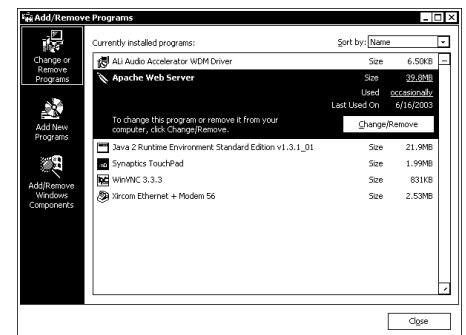 Add/Remove Programs
Change or
Remove
Programs
Add New
Programs
Add/Remove
Windows
Components
Currently installed programs:
Sort by: Name
ALi Audio Accelerator WDM Driver Size 6.50KB
Apache Web Server Size 39.8MB
Used occasionally
Last Used On 6/16/2003
To change this program or remove it from your
computer, click Change/Remove.
Change/Remove
Java 2 Runtime Environment Standard Edition v1.3.1_01 Size 21.9MB
Synaptics TouchPad Size 1.99MB
WinVNC 3.3.3 Size 831KB
Xircom Ethernet + Modem 56 Size 2.53MB
Close